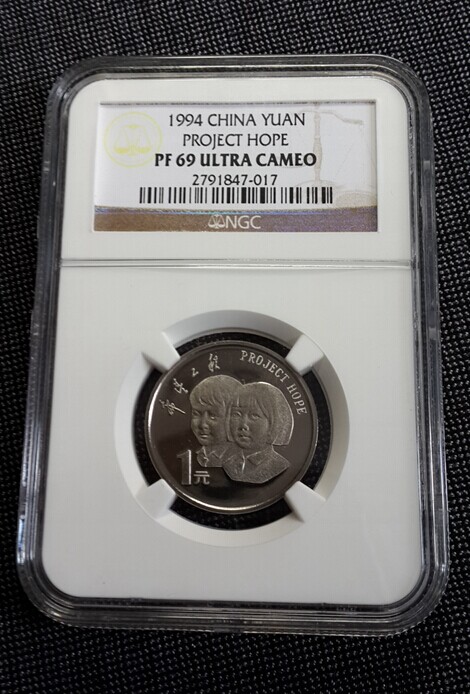 1994 CHINA YUAN
PROJECT HOPE
PF 69 ULTRA CAMEO
2791847-017
NGC
PROJECT HOPE
1元